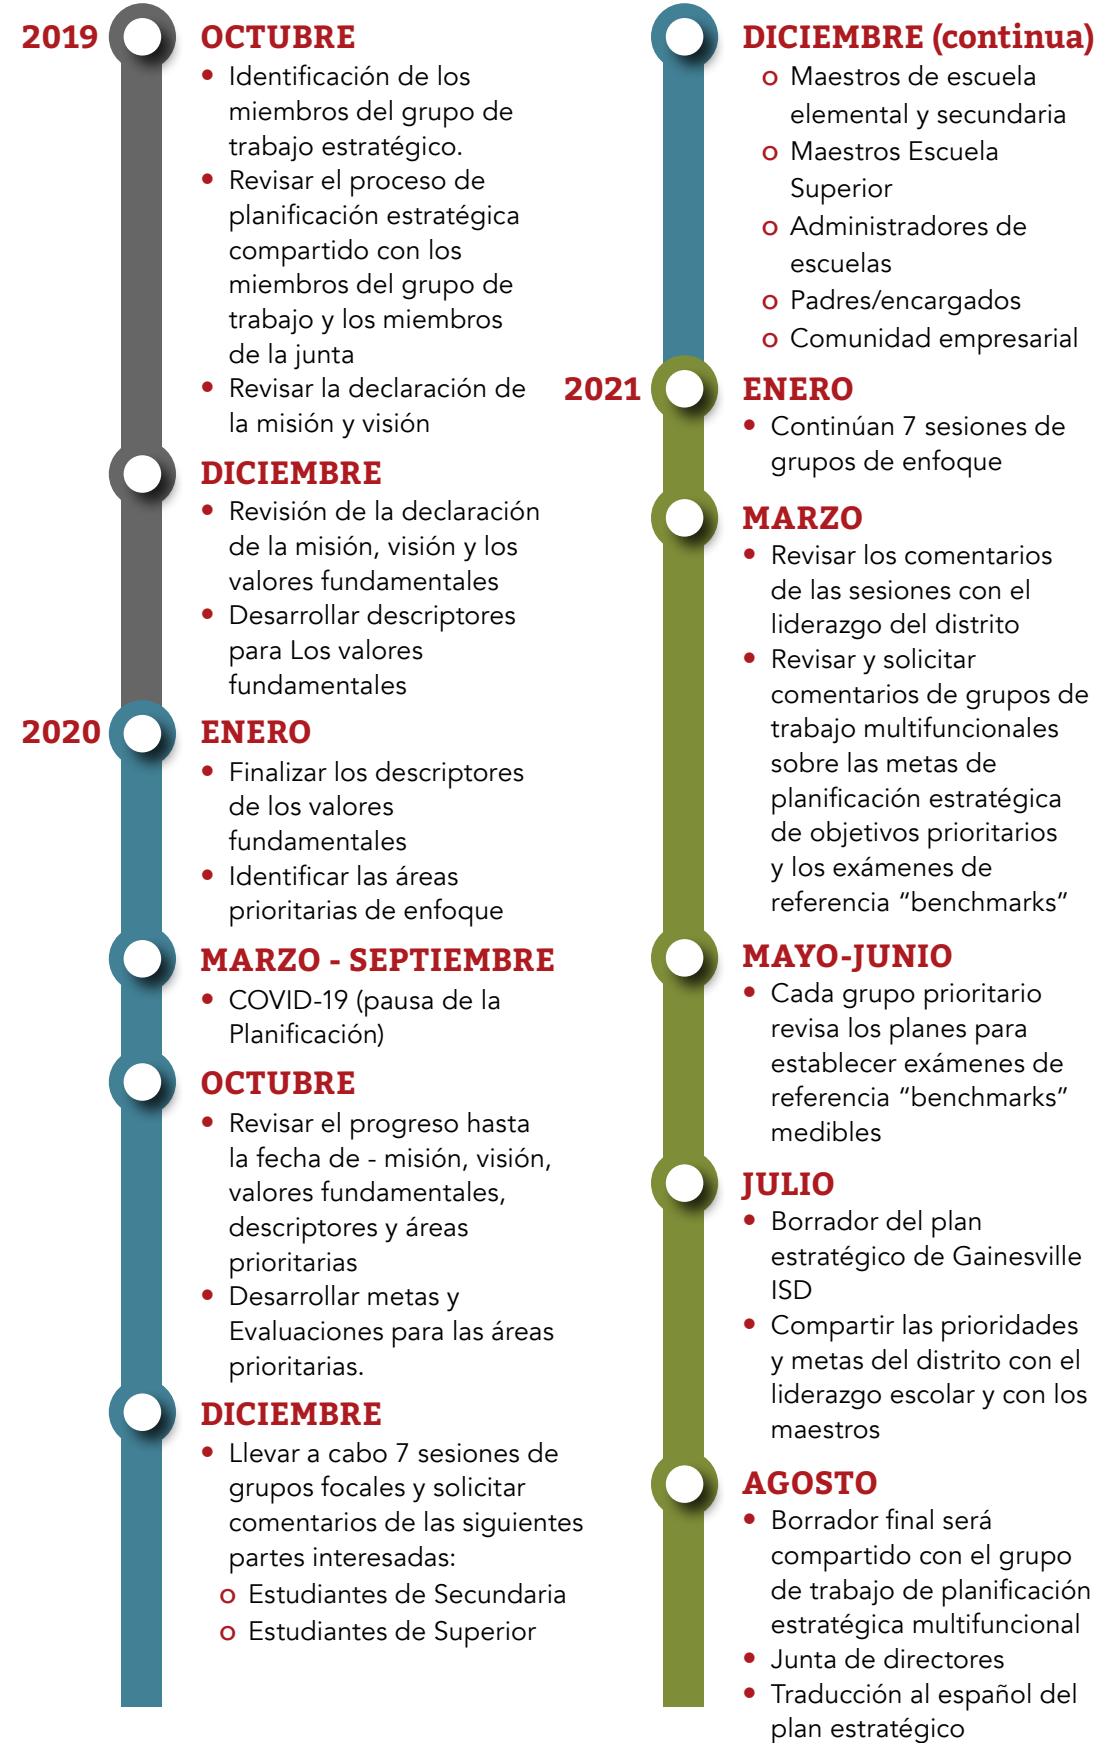 2019
OCTUBRE
• Identificación de los
miembros del grupo de
trabajo estratégico.
• Revisar el proceso de
planificación estratégica
compartido con los
miembros del grupo de
trabajo y los miembros
de la junta
• Revisar la declaración de
la misión y visión
DICIEMBRE
• Revisión de la declaración
de la misión, visión y los
valores fundamentales
• Desarrollar descriptores
para Los valores
fundamentales
2020
ENERO
• Finalizar los descriptores
de los valores
fundamentales
• Identificar las áreas
prioritarias de enfoque
MARZO - SEPTIEMBRE
• COVID-19 (pausa de la
Planificación)
OCTUBRE
• Revisar el progreso hasta
la fecha de - misión, visión,
valores fundamentales,
descriptores y áreas
prioritarias
• Desarrollar metas y
Evaluaciones para las áreas
prioritarias.
DICIEMBRE
• Llevar a cabo 7 sesiones de
grupos focales y solicitar
comentarios de las siguientes
partes interesadas:
o Estudiantes de Secundaria
o Estudiantes de Superior
DICIEMBRE (continua)
o Maestros de escuela
elemental y secundaria
o Maestros Escuela
Superior
o Administradores de
escuelas
o Padres/encargados
o Comunidad empresarial
2021
ENERO
• Continúan 7 sesiones de
grupos de enfoque
MARZO
• Revisar los comentarios
de las sesiones con el
liderazgo del distrito
• Revisar y solicitar
comentarios de grupos de
trabajo multifuncionales
sobre las metas de
planificación estratégica
de objetivos prioritarios
y los exámenes de
referencia “benchmarks”
MAYO-JUNIO
• Cada grupo prioritario
revisa los planes para
establecer exámenes de
referencia “benchmarks”
medibles
JULIO
• Borrador del plan
estratégico de Gainesville
ISD
• Compartir las prioridades
y metas del distrito con el
liderazgo escolar y con los
maestros
AGOSTO
• Borrador final será
compartido con el grupo
de trabajo de planificación
estratégica multifuncional
• Junta de directores
• Traducción al español del
plan estratégico